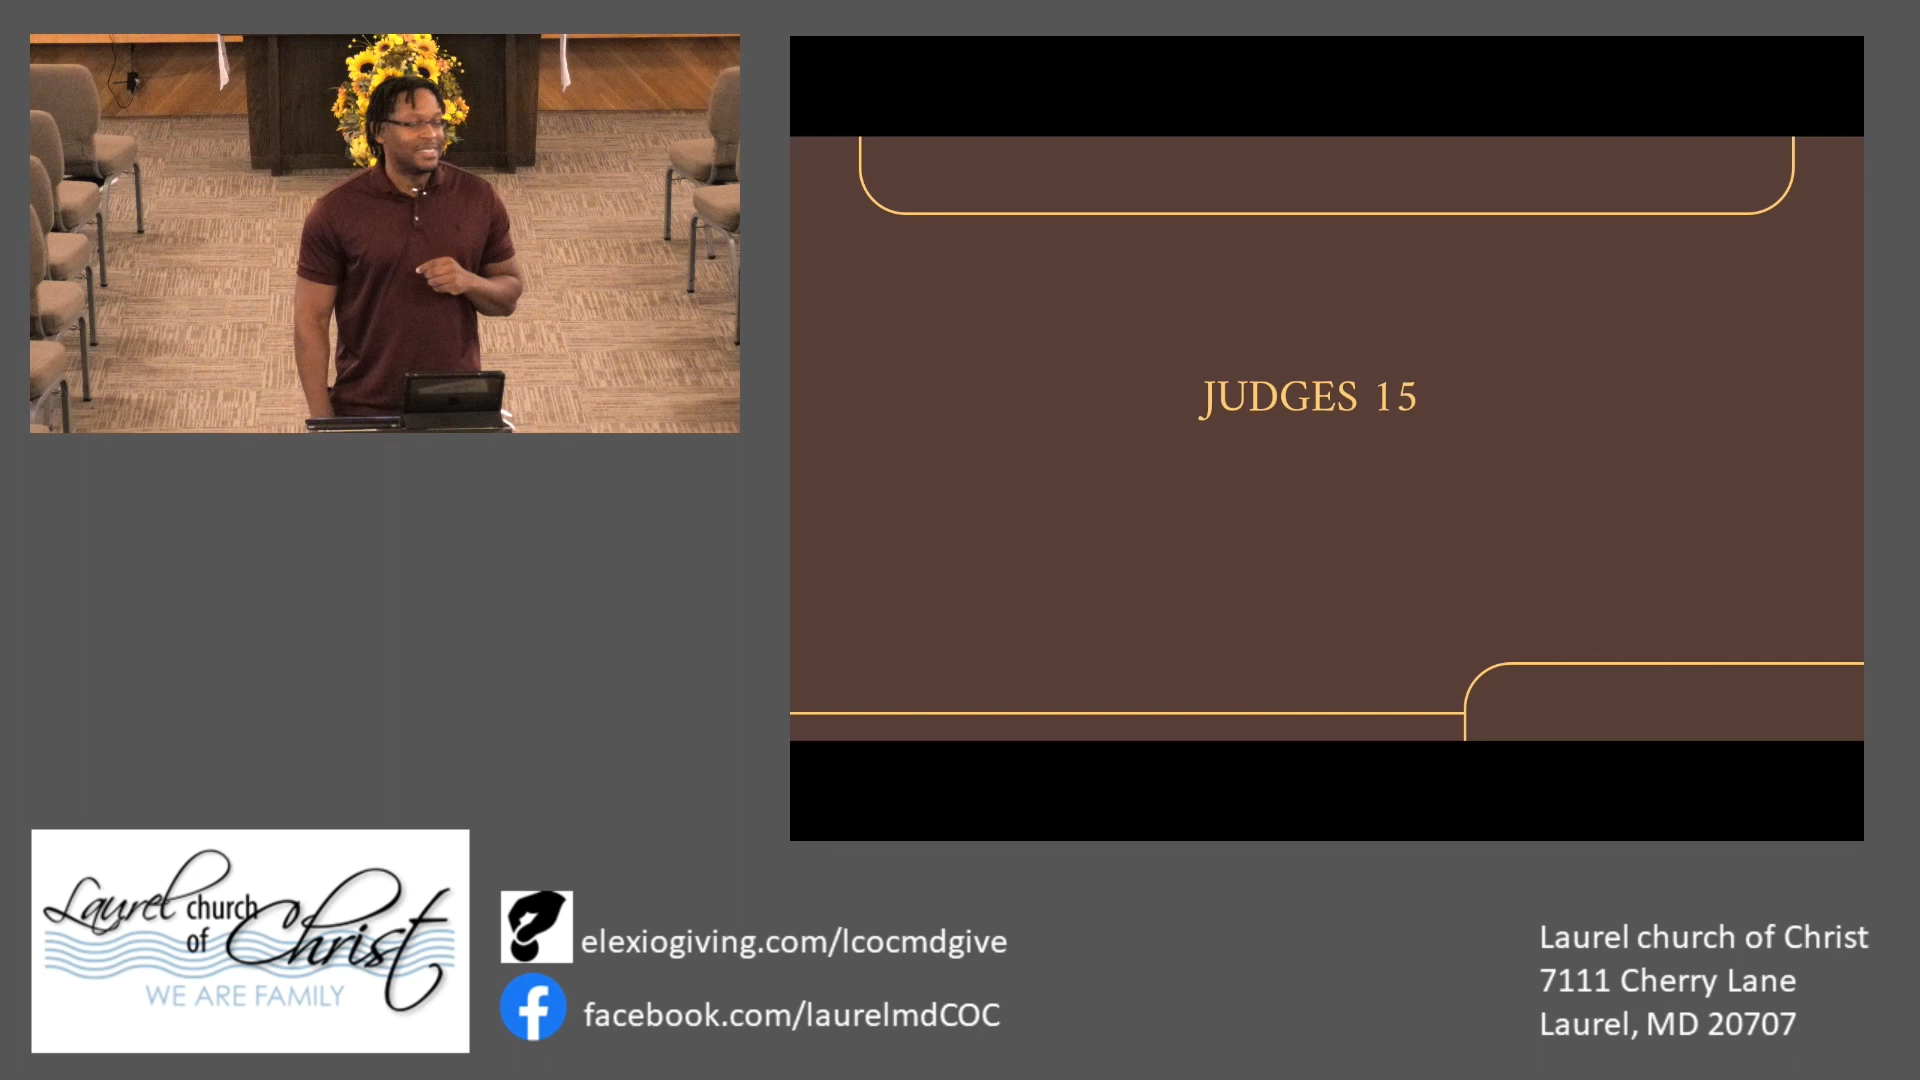 JUDGES 15
Laurel church
of Christ
WE ARE FAMILY
elexiogiving.com/lcocmdgive
facebook.com/laurelmdCOC
Laurel church of Christ
7111 Cherry Lane
Laurel, MD 20707